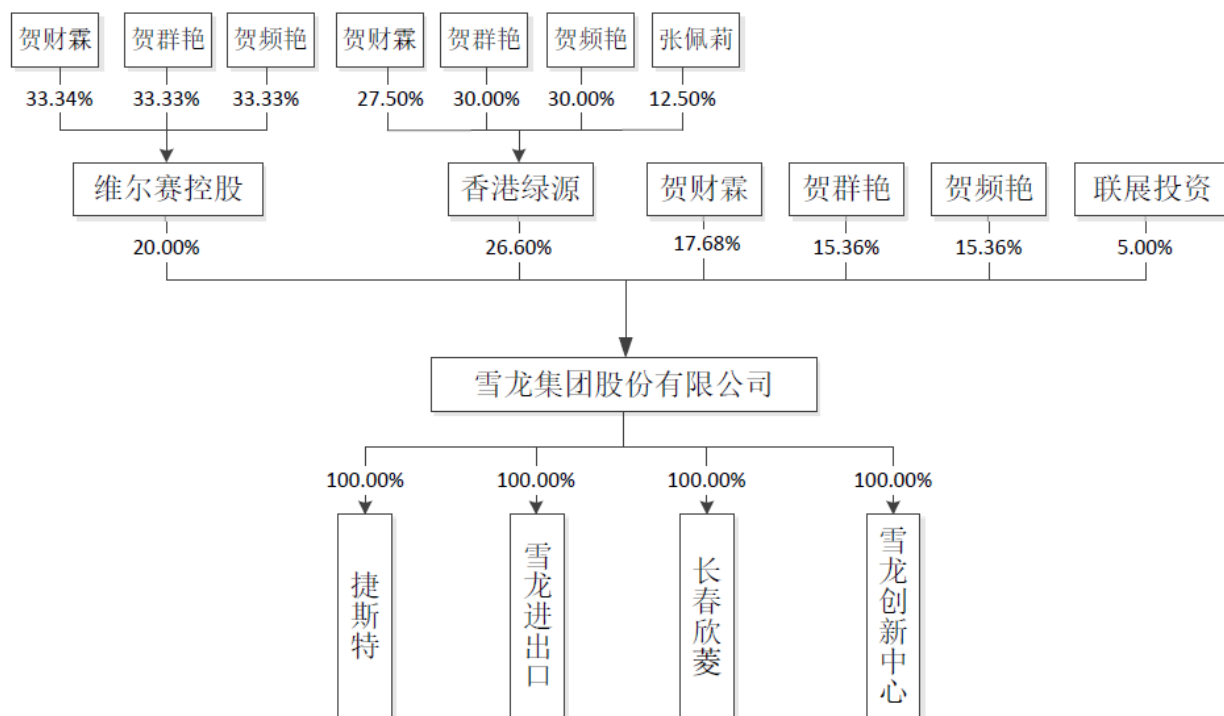 贺财霖
贺群艳
贺频艳
贺财霖
贺群艳
贺频艳
张佩莉
33.34%
33.33%
33.33%
27.50%
30.00%
30.00%
12.50%
维尔赛控股
香港绿源
贺财霖
贺群艳
贺频艳
联展投资
20.00%
26.60%
17.68%
15.36%
15.36%
5.00%
雪龙集团股份有限公司
100.00%
100.00%
100.00%
100.00%
捷斯特
雪龙进出口
长春欣菱
雪龙创新中心